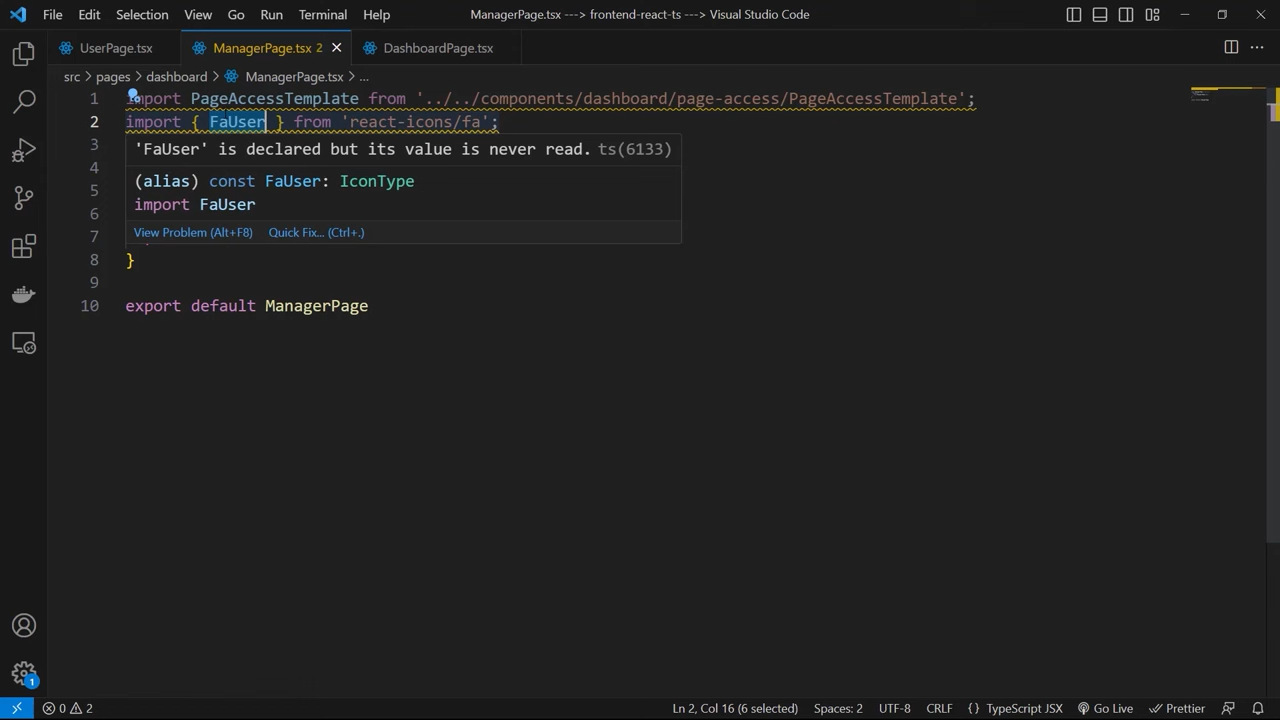 File Edit Selection View Go Run Terminal Help ManagerPage.tsx ---> frontend-react-ts ---> Visual Studio Code
UserPage.tsx ManagerPage.tsx 2 DashboardPage.tsx
src > pages > dashboard > ManagerPage.tsx > ...
1 import PageAccessTemplate from '../../components/dashboard/page-access/PageAccessTemplate';
2 import { FaUser } from 'react-icons/fa';
3
'FaUser' is declared but its value is never read. ts(6133)
4
(alias) const FaUser: IconType
5
import FaUser
6
View Problem (Alt+F8) Quick Fix... (Ctrl+.)
7
8 }
9
10 export default ManagerPage
1
0 2 Ln 2, Col 16 (6 selected) Spaces: 2 UTF-8 CRLF { } TypeScript JSX Go Live Prettier